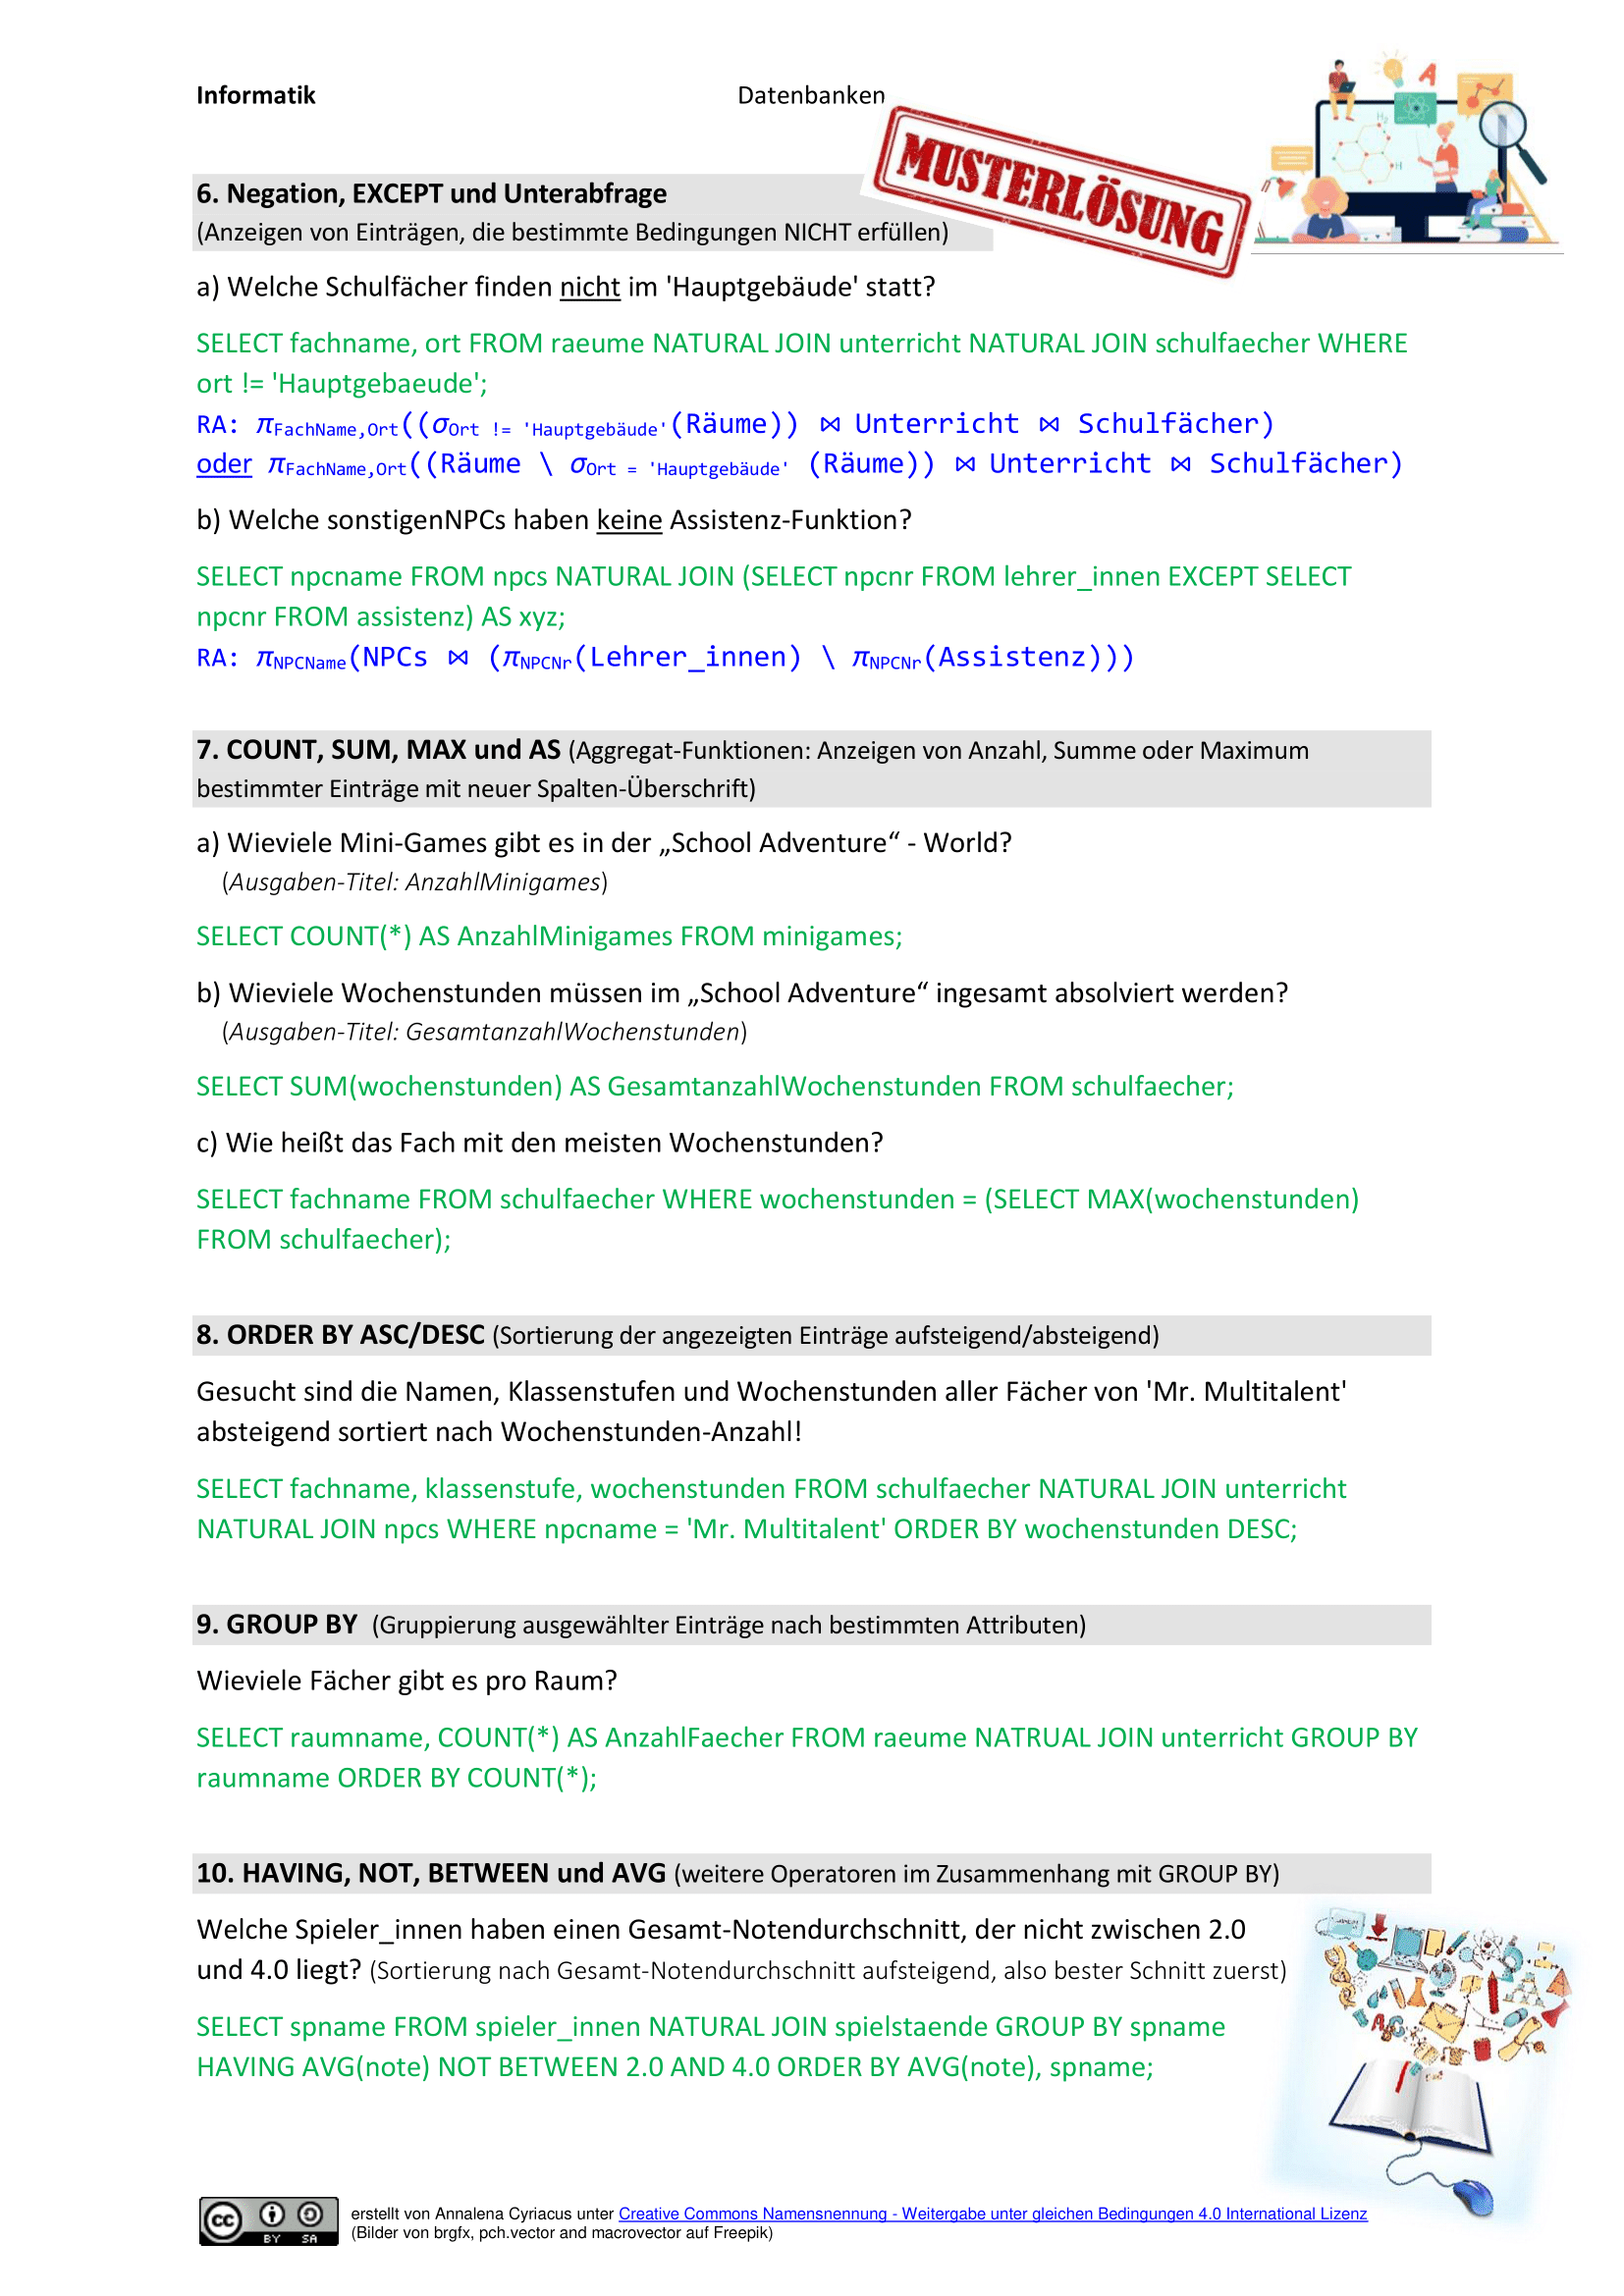 Informatik Datenbanken
MUSTERLÖSUNG
6. Negation, EXCEPT und Unterabfrage
(Anzeigen von Einträgen, die bestimmte Bedingungen NICHT erfüllen)
a) Welche Schulfächer finden nicht im 'Hauptgebäude' statt?
SELECT fachname, ort FROM raeume NATURAL JOIN unterricht NATURAL JOIN schulfaecher WHERE
ort != 'Hauptgebaeude';
RA: πFachName,Ort((σOrt != 'Hauptgebäude'(Räume)) ⋈ Unterricht ⋈ Schulfächer)
oder πFachName,Ort((Räume \ σOrt = 'Hauptgebäude' (Räume)) ⋈ Unterricht ⋈ Schulfächer)
b) Welche sonstigenNPCs haben keine Assistenz-Funktion?
SELECT npcname FROM npcs NATURAL JOIN (SELECT npcnr FROM lehrer_innen EXCEPT SELECT
npcnr FROM assistenz) AS xyz;
RA: πNPCName(NPCs ⋈ (πNPCNr(Lehrer_innen) \ πNPCNr(Assistenz)))
7. COUNT, SUM, MAX und AS (Aggregat-Funktionen: Anzeigen von Anzahl, Summe oder Maximum
bestimmter Einträge mit neuer Spalten-Überschrift)
a) Wieviele Mini-Games gibt es in der „School Adventure“ - World?
(Ausgaben-Titel: AnzahlMinigames)
SELECT COUNT(*) AS AnzahlMinigames FROM minigames;
b) Wieviele Wochenstunden müssen im „School Adventure“ ingesamt absolviert werden?
(Ausgaben-Titel: GesamtanzahlWochenstunden)
SELECT SUM(wochenstunden) AS GesamtanzahlWochenstunden FROM schulfaecher;
c) Wie heißt das Fach mit den meisten Wochenstunden?
SELECT fachname FROM schulfaecher WHERE wochenstunden = (SELECT MAX(wochenstunden)
FROM schulfaecher);
8. ORDER BY ASC/DESC (Sortierung der angezeigten Einträge aufsteigend/absteigend)
Gesucht sind die Namen, Klassenstufen und Wochenstunden aller Fächer von 'Mr. Multitalent'
absteigend sortiert nach Wochenstunden-Anzahl!
SELECT fachname, klassenstufe, wochenstunden FROM schulfaecher NATURAL JOIN unterricht
NATURAL JOIN npcs WHERE npcname = 'Mr. Multitalent' ORDER BY wochenstunden DESC;
9. GROUP BY (Gruppierung ausgewählter Einträge nach bestimmten Attributen)
Wieviele Fächer gibt es pro Raum?
SELECT raumname, COUNT(*) AS AnzahlFaecher FROM raeume NATRUAL JOIN unterricht GROUP BY
raumname ORDER BY COUNT(*);
10. HAVING, NOT, BETWEEN und AVG (weitere Operatoren im Zusammenhang mit GROUP BY)
Welche Spieler_innen haben einen Gesamt-Notendurchschnitt, der nicht zwischen 2.0
und 4.0 liegt? (Sortierung nach Gesamt-Notendurchschnitt aufsteigend, also bester Schnitt zuerst)
SELECT spname FROM spieler_innen NATURAL JOIN spielstaende GROUP BY spname
HAVING AVG(note) NOT BETWEEN 2.0 AND 4.0 ORDER BY AVG(note), spname;
cc BY SA
erstellt von Annalena Cyriacus unter Creative Commons Namensnennung - Weitergabe unter gleichen Bedingungen 4.0 International Lizenz
(Bilder von brgfx, pch.vector and macrovector auf Freepik)